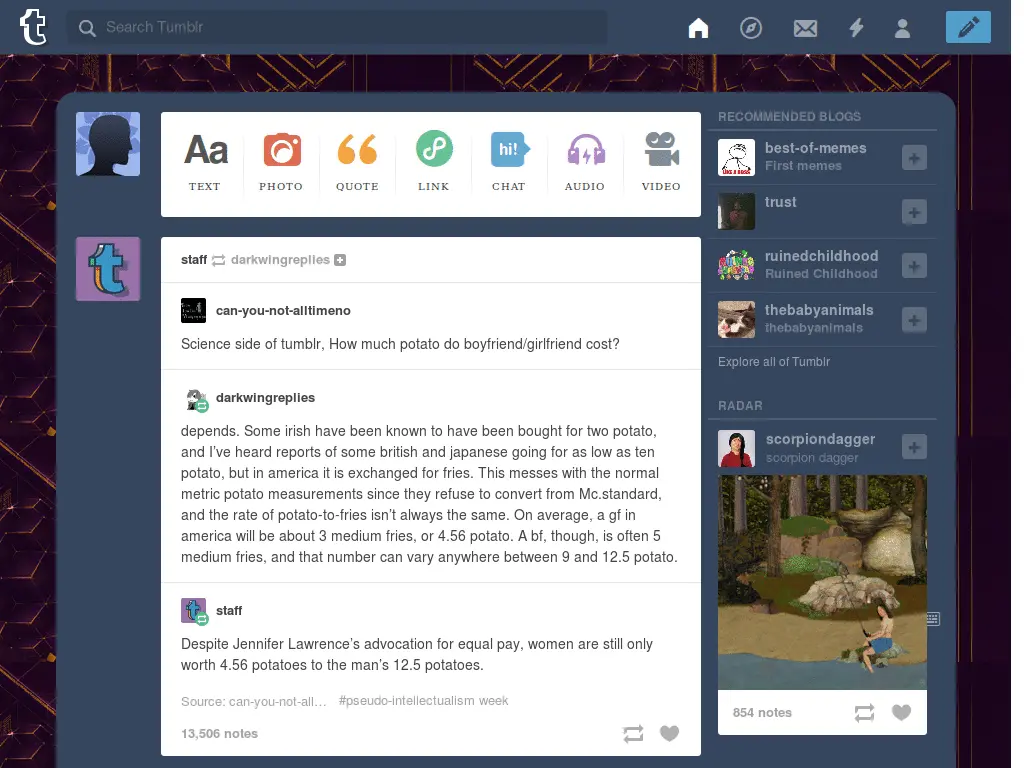 t
Search Tumblr
Aa
hi!
TEXT PHOTO QUOTE LINK CHAT AUDIO VIDEO
staff darkwingreplies
can-you-not-alltimeno
Science side of tumblr, How much potato do boyfriend/girlfriend cost?
darkwingreplies
depends. Some irish have been known to have been bought for two potato,
and I've heard reports of some british and japanese going for as low as ten
potato, but in america it is exchanged for fries. This messes with the normal
metric potato measurements since they refuse to convert from Mc.standard,
and the rate of potato-to-fries isn't always the same. On average, a gf in
america will be about 3 medium fries, or 4.56 potato. A bf, though, is often 5
medium fries, and that number can vary anywhere between 9 and 12.5 potato.
staff
Despite Jennifer Lawrence's advocation for equal pay, women are still only
worth 4.56 potatoes to the man's 12.5 potatoes.
Source: can-you-not-all… #pseudo-intellectualism week
13,506 notes
RECOMMENDED BLOGS
best-of-memes
First memes
LIKE A BOSS
trust
ruinedchildhood
Ruined Childhood
thebabyanimals
thebabyanimals
Explore all of Tumblr
RADAR
scorpiondagger
scorpion dagger
854 notes